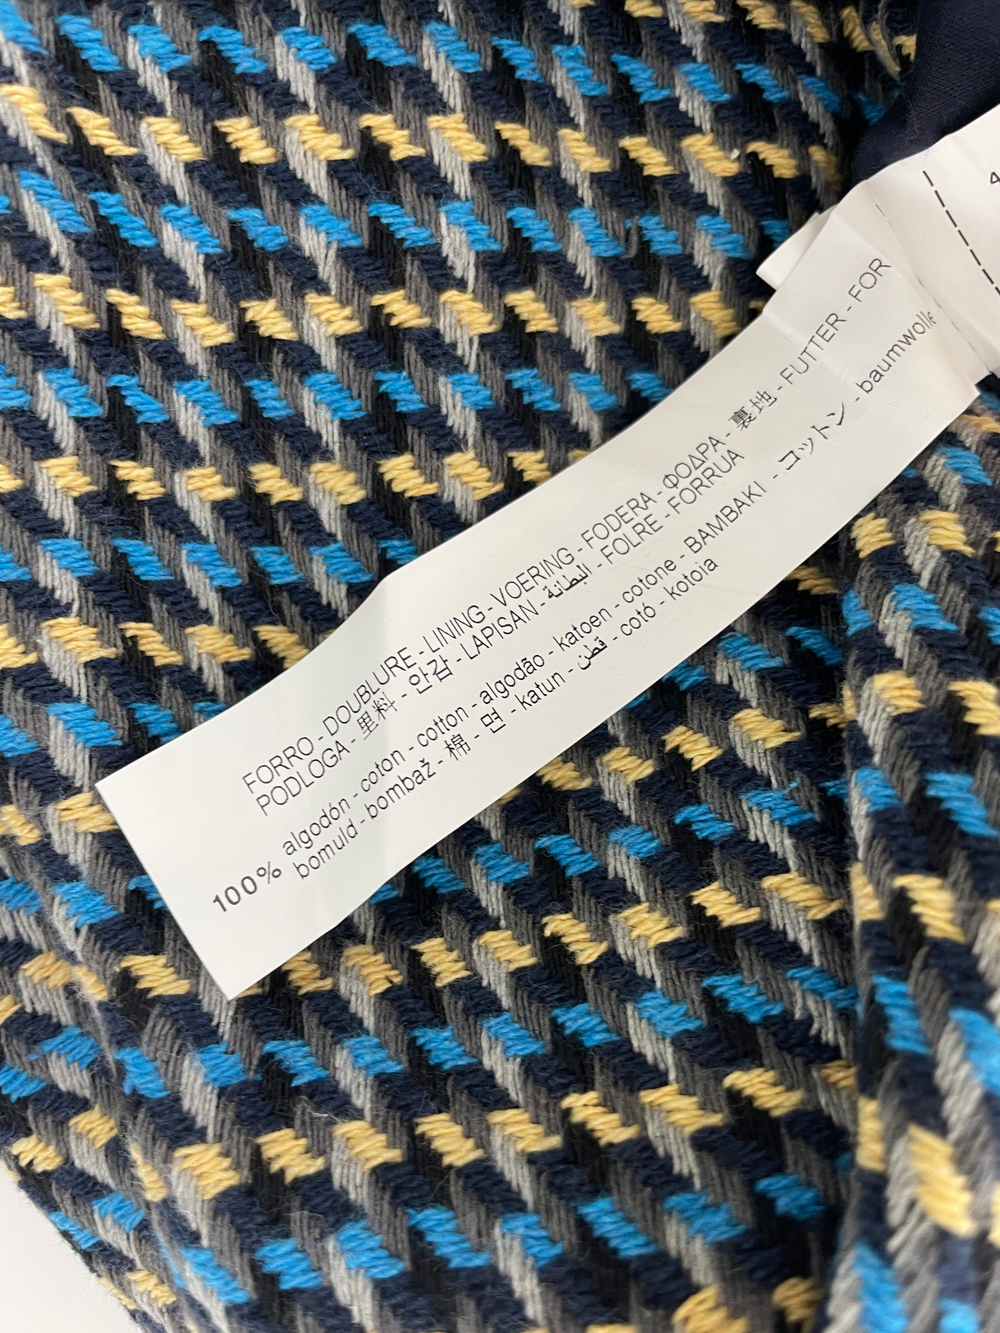 FORRO - DOUBLURE - LINING - VOERING - FODERA - ΦΟΔΡΑ - 裏地 - FUTTER - FOR
PODLOGA - 里料 - 안감 - LAPISAN - البطانة - FOLRE - FORRUA
100% algodón - coton - cotton - algodão - katoen - cotone - BAMBAKI - コットン - baumwolle
bomuld - bombaž - 棉 - 면 - katun - قطن - cotó - kotoia
4